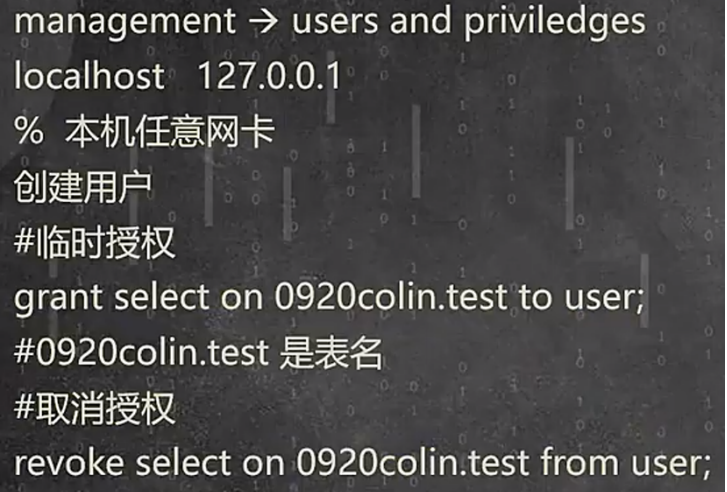 management → users and priviledges
localhost   127.0.0.1
%  本机任意网卡
创建用户
#临时授权
grant select on 0920colin.test to user;
#0920colin.test 是表名
#取消授权
revoke select on 0920colin.test from user;